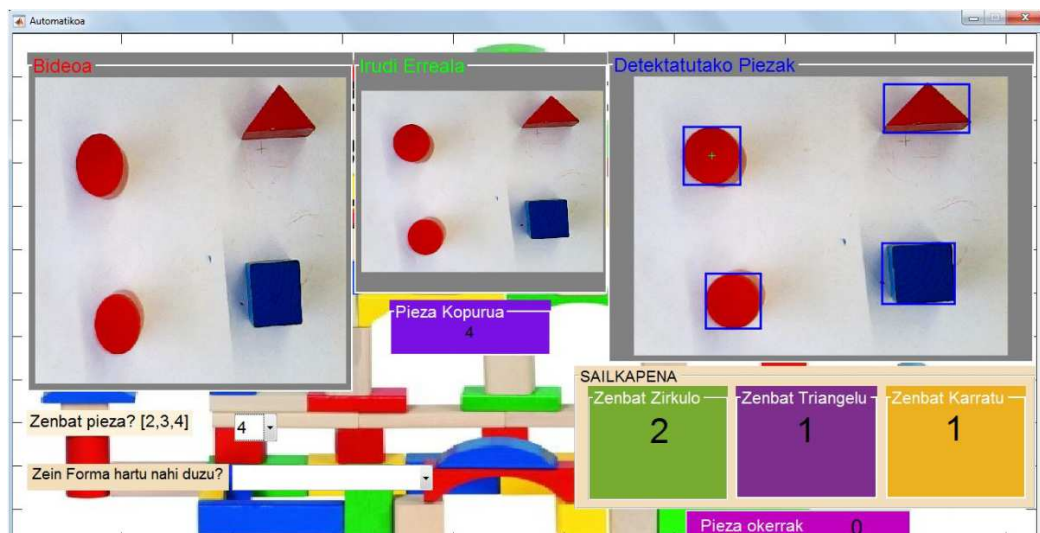 Automatikoa
Bideoa
Irudi Erreala
Detektatutako Piezak
Pieza Kopurua
4
SAILKAPENA
Zenbat Zirkulo
2
Zenbat Triangelu
1
Zenbat Karratu
1
Zenbat pieza? [2,3,4]
4
Zein Forma hartu nahi duzu?
Pieza okerrak
0